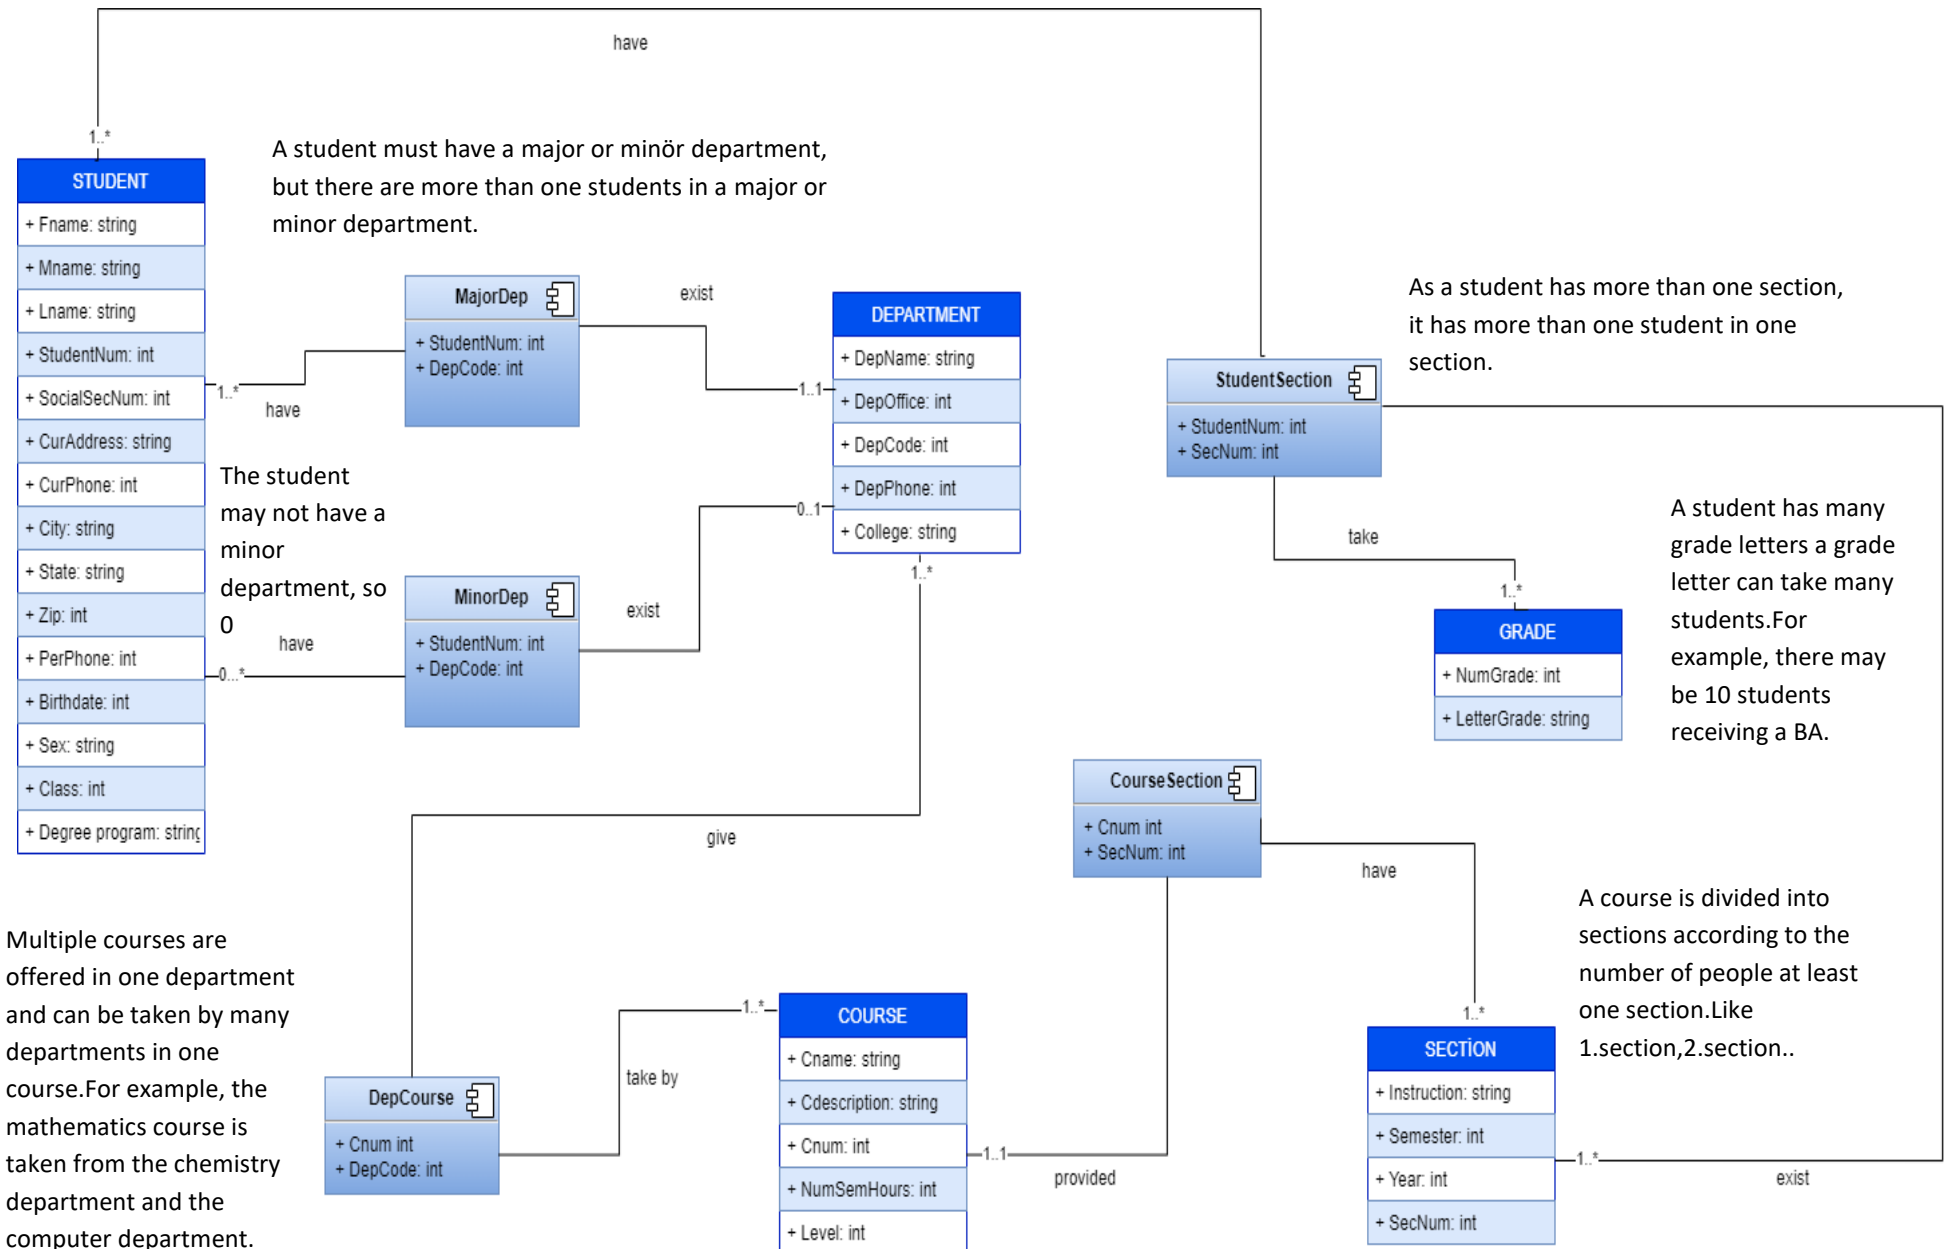 have
1..*
A student must have a major or minör department,
but there are more than one students in a major or
minor department.
STUDENT
+ Fname: string
+ Mname: string
+ Lname: string
+ StudentNum: int
+ SocialSecNum: int
+ CurAddress: string
+ CurPhone: int
+ City: string
+ State: string
+ Zip: int
+ PerPhone: int
+ Birthdate: int
+ Sex: string
+ Class: int
+ Degree program: string
1..*
have
MajorDep
+ StudentNum: int
+ DepCode: int
exist
1..1
DEPARTMENT
+ DepName: string
+ DepOffice: int
+ DepCode: int
+ DepPhone: int
+ College: string
The student
may not have a
minor
department, so
0
have
0...*
MinorDep
+ StudentNum: int
+ DepCode: int
exist
0..1
1..*
As a student has more than one section,
it has more than one student in one
section.
StudentSection
+ StudentNum: int
+ SecNum: int
take
1..*
GRADE
+ NumGrade: int
+ LetterGrade: string
A student has many
grade letters a grade
letter can take many
students.For
example, there may
be 10 students
receiving a BA.
give
CourseSection
+ Cnum int
+ SecNum: int
have
1..*
A course is divided into
sections according to the
number of people at least
one section.Like
1.section,2.section..
Multiple courses are
offered in one department
and can be taken by many
departments in one
course.For example, the
mathematics course is
taken from the chemistry
department and the
computer department.
DepCourse
+ Cnum int
+ DepCode: int
take by
1..*
COURSE
+ Cname: string
+ Cdescription: string
+ Cnum: int
+ NumSemHours: int
+ Level: int
1..1
provided
SECTİON
+ Instruction: string
+ Semester: int
+ Year: int
+ SecNum: int
1..*
exist